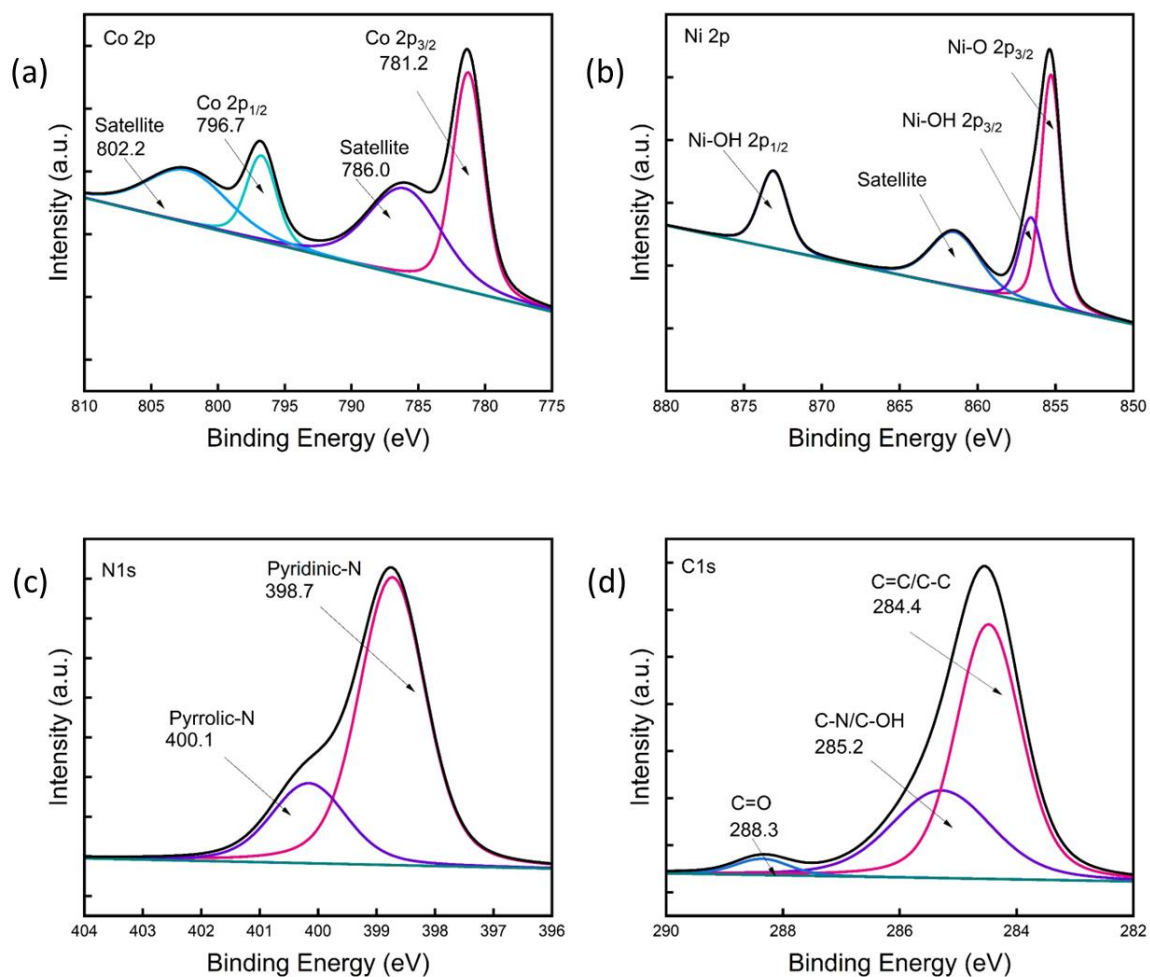 (a)
Co 2p
Co 2p3/2
781.2
Co 2p1/2
796.7
Satellite
802.2
Satellite
786.0
Intensity (a.u.)
810 805 800 795 790 785 780 775
Binding Energy (eV)
(b)
Ni 2p
Ni-O 2p3/2
Ni-OH 2p3/2
Ni-OH 2p1/2
Satellite
Intensity (a.u.)
880 875 870 865 860 855 850
Binding Energy (eV)
(c)
N1s
Pyridinic-N
398.7
Pyrrolic-N
400.1
Intensity (a.u.)
404 403 402 401 400 399 398 397 396
Binding Energy (eV)
(d)
C1s
C=C/C-C
284.4
C-N/C-OH
285.2
C=O
288.3
Intensity (a.u.)
290 288 286 284 282
Binding Energy (eV)